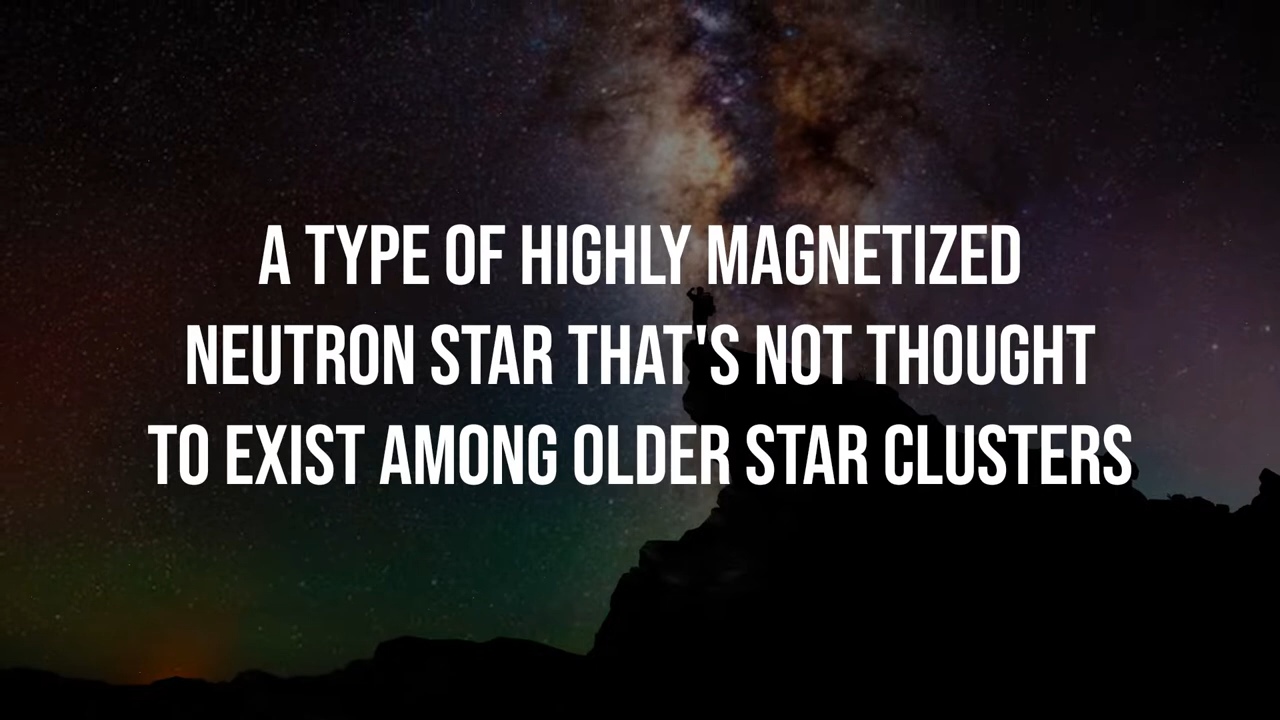 A TYPE OF HIGHLY MAGNETIZED
NEUTRON STAR THAT'S NOT THOUGHT
TO EXIST AMONG OLDER STAR CLUSTERS